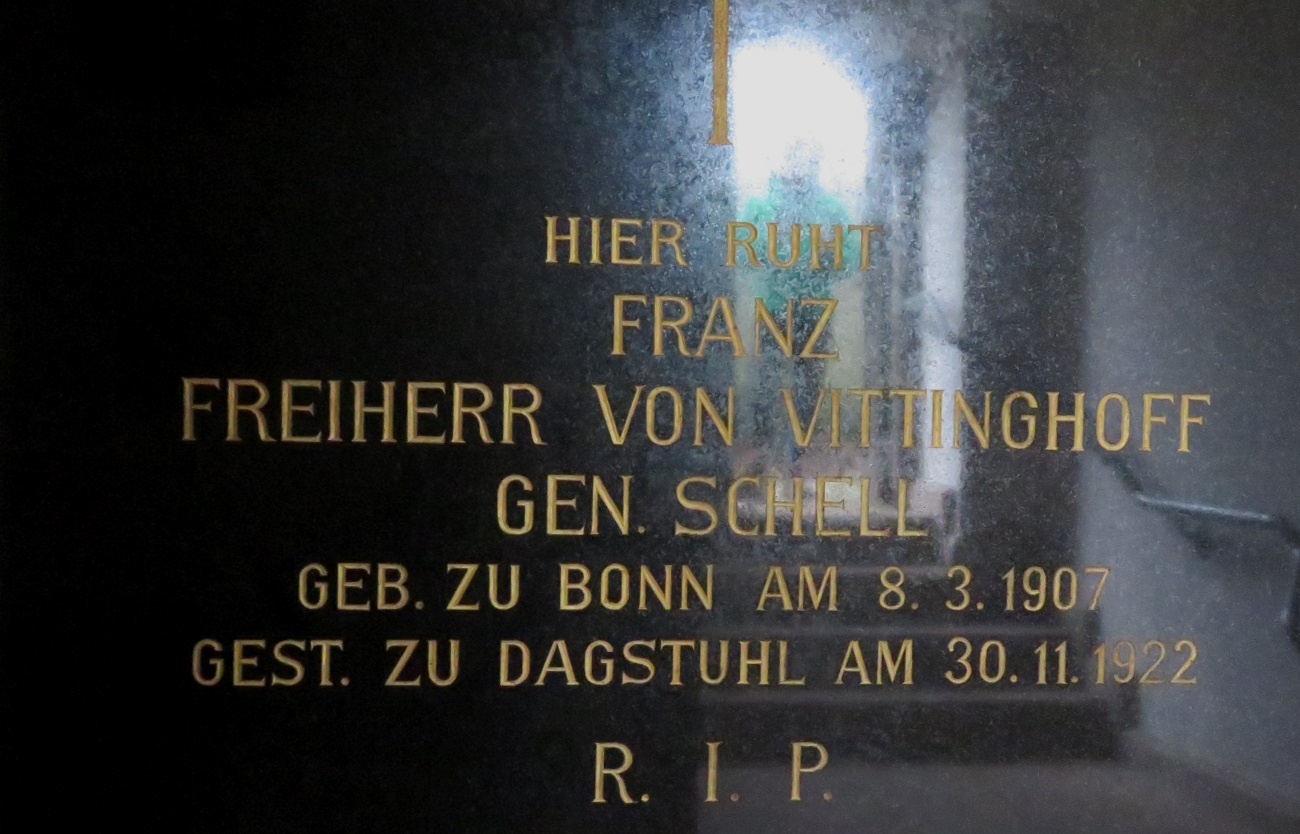 HIER RUHT
FRANZ
FREIHERR VON VITTINGHOFF
GEN. SCHELL
GEB. ZU BONN AM 8. 3. 1907
GEST. ZU DAGSTUHL AM 30. 11. 1922
R. I. P.